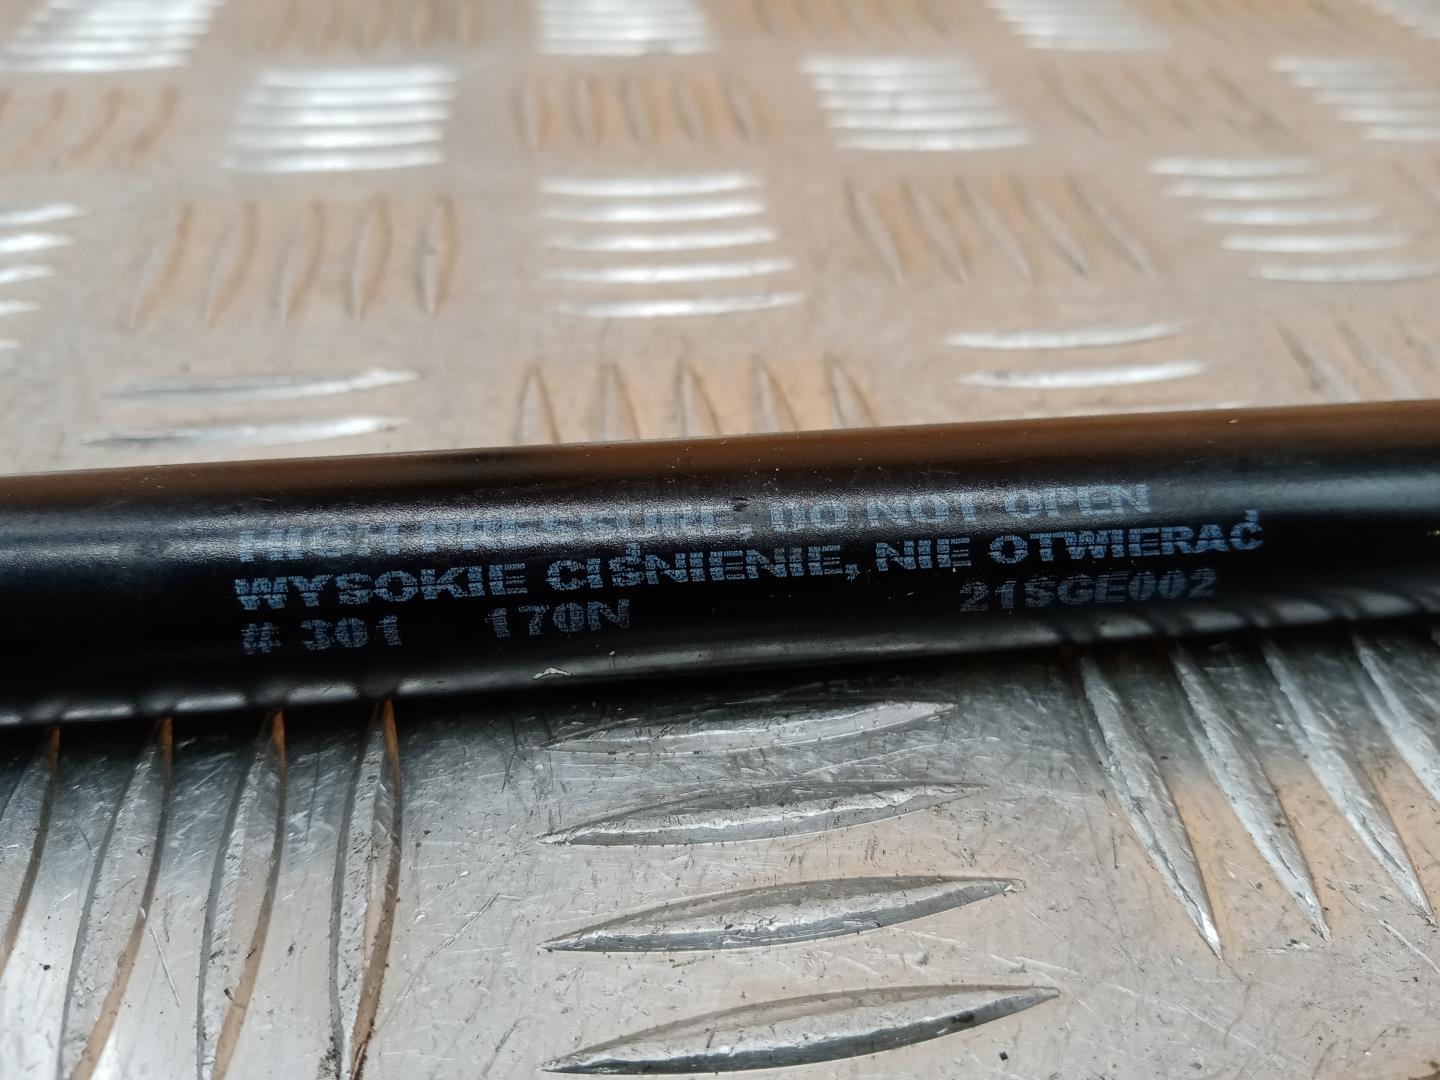 HIGH PRESSURE, DO NOT OPEN
WYSOKIE CIŚNIENIE, NIE OTWIERAĆ
# 301 170N 21SGE002